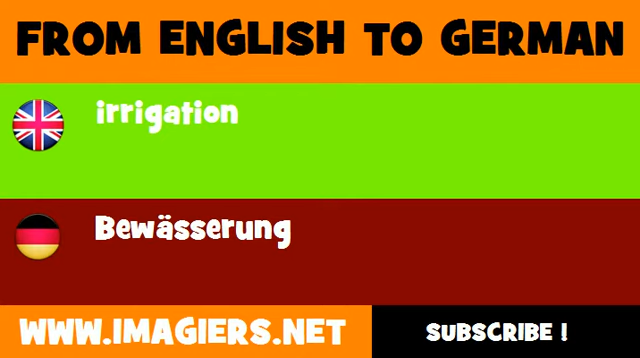 FROM ENGLISH TO GERMAN
irrigation
Bewässerung
WWW.IMAGIERS.NET
SUBSCRIBE !